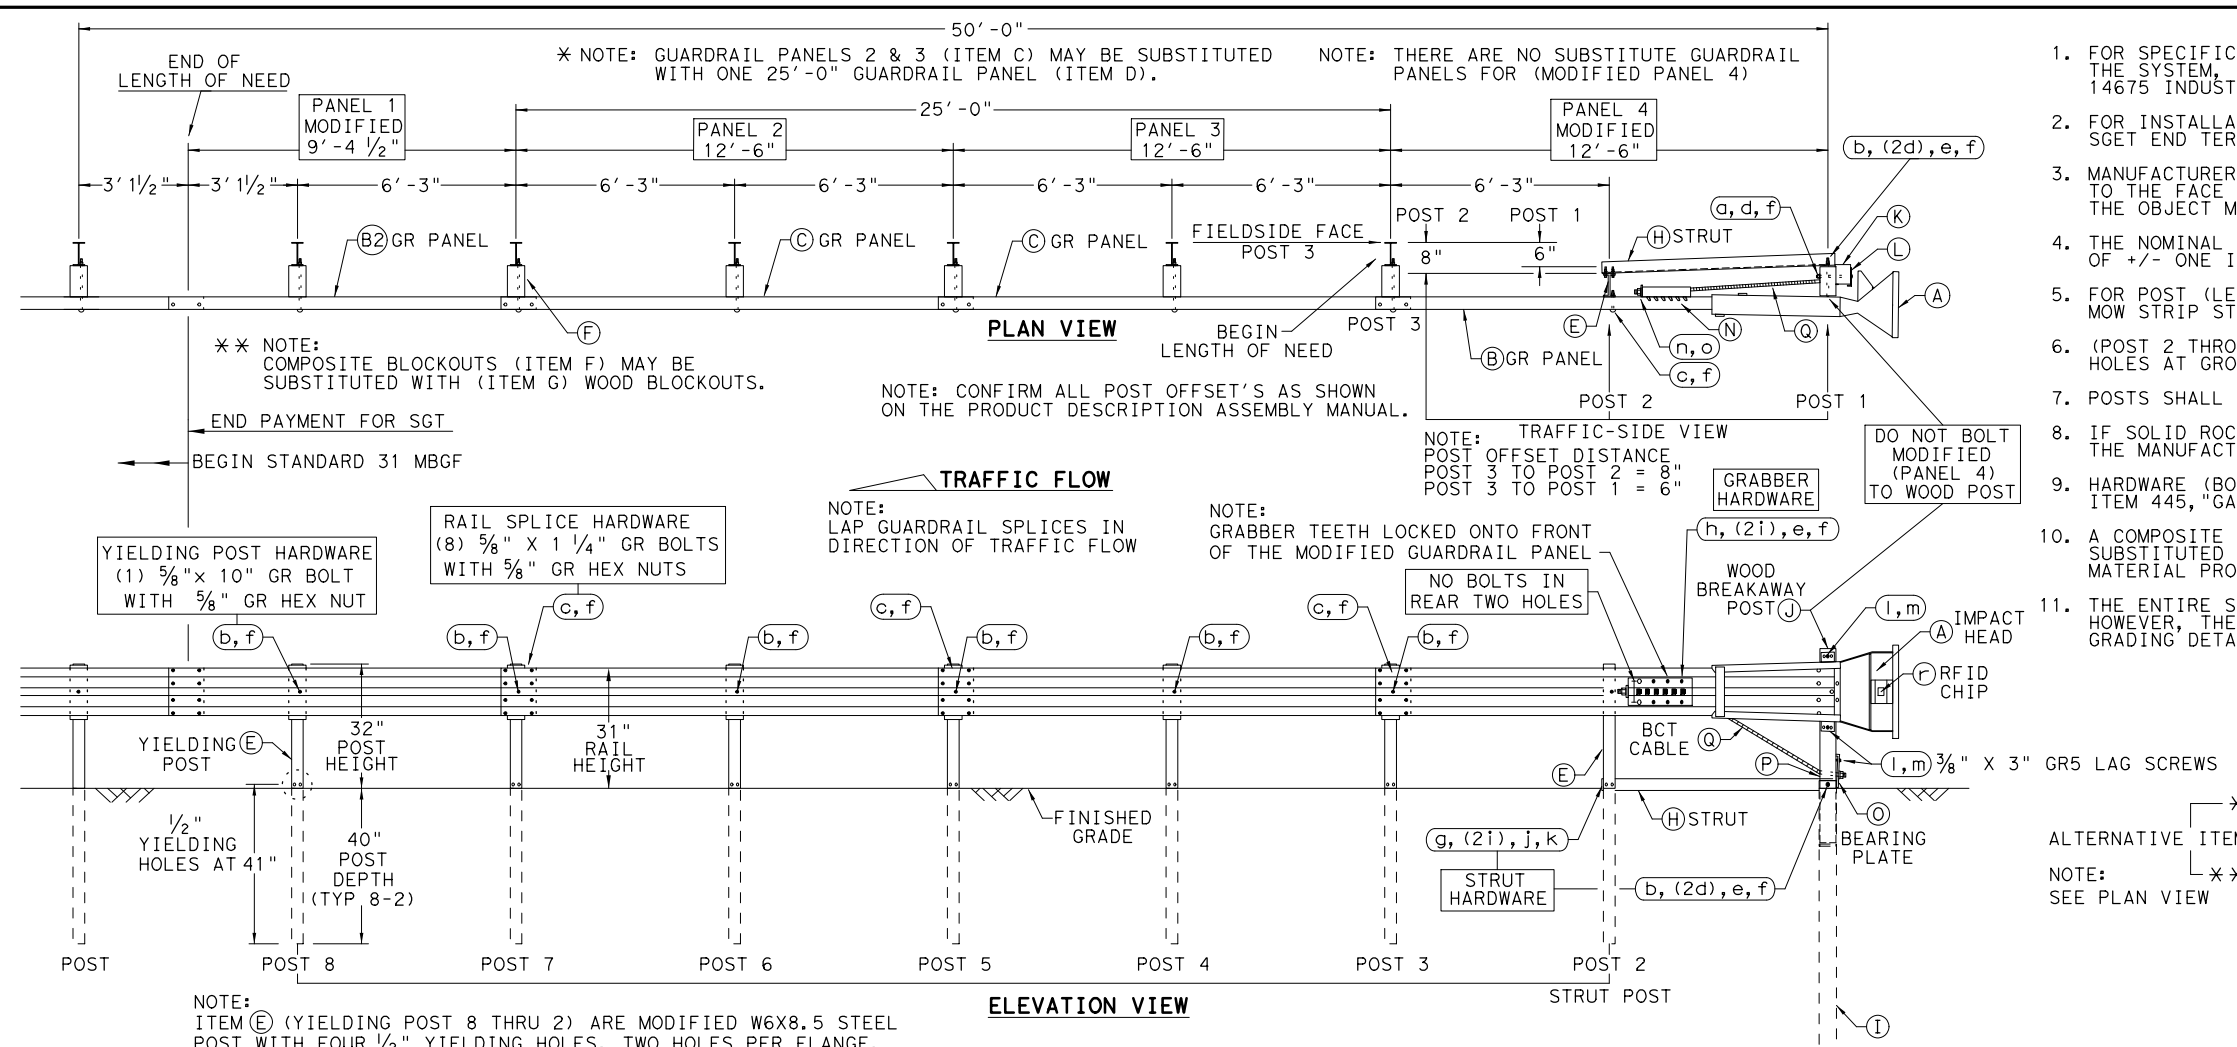 50'-0"
* NOTE: GUARDRAIL PANELS 2 & 3 (ITEM C) MAY BE SUBSTITUTED
WITH ONE 25'-0" GUARDRAIL PANEL (ITEM D).
NOTE: THERE ARE NO SUBSTITUTE GUARDRAIL
PANELS FOR (MODIFIED PANEL 4)
END OF
LENGTH OF NEED
PANEL 1
MODIFIED
9'-4 1/2"
25'-0"
PANEL 2
12'-6"
PANEL 3
12'-6"
PANEL 4
MODIFIED
12'-6"
b, (2d), e, f
3' 1 1/2"
3' 1 1/2"
6'-3"
6'-3"
6'-3"
6'-3"
6'-3"
6'-3"
POST 2
POST 1
a, d, f
K
B2 GR PANEL
C GR PANEL
C GR PANEL
FIELDSIDE FACE
POST 3
8"
6"
H STRUT
L
A
F
PLAN VIEW
BEGIN
LENGTH OF NEED
POST 3
E
N
Q
B GR PANEL
n, o
c, f
** NOTE:
COMPOSITE BLOCKOUTS (ITEM F) MAY BE
SUBSTITUTED WITH (ITEM G) WOOD BLOCKOUTS.
NOTE: CONFIRM ALL POST OFFSET'S AS SHOWN
ON THE PRODUCT DESCRIPTION ASSEMBLY MANUAL.
POST 2
POST 1
END PAYMENT FOR SGT
BEGIN STANDARD 31 MBGF
TRAFFIC-SIDE VIEW
NOTE:
POST OFFSET DISTANCE
POST 3 TO POST 2 = 8"
POST 3 TO POST 1 = 6"
DO NOT BOLT
MODIFIED
(PANEL 4)
TO WOOD POST
TRAFFIC FLOW
NOTE:
LAP GUARDRAIL SPLICES IN
DIRECTION OF TRAFFIC FLOW
NOTE:
GRABBER TEETH LOCKED ONTO FRONT
OF THE MODIFIED GUARDRAIL PANEL
GRABBER
HARDWARE
h, (2i), e, f
RAIL SPLICE HARDWARE
(8) 5/8" X 1 1/4" GR BOLTS
WITH 5/8" GR HEX NUTS
YIELDING POST HARDWARE
(1) 5/8"x 10" GR BOLT
WITH 5/8" GR HEX NUT
NO BOLTS IN
REAR TWO HOLES
WOOD
BREAKAWAY
POST J
l, m
A IMPACT
HEAD
r RFID
CHIP
b, f
c, f
b, f
b, f
c, f
b, f
b, f
c, f
b, f
YIELDING E
POST
32"
POST
HEIGHT
31"
RAIL
HEIGHT
BCT
CABLE
Q
E
P
l, m 3/8" X 3" GR5 LAG SCREWS
1/2"
YIELDING
HOLES AT 41"
40"
POST
DEPTH
(TYP 8-2)
FINISHED
GRADE
H STRUT
O
BEARING
PLATE
g, (2i), j, k
STRUT
HARDWARE
b, (2d), e, f
POST
POST 8
POST 7
POST 6
POST 5
POST 4
POST 3
POST 2
STRUT POST
I
ELEVATION VIEW
NOTE:
ITEM E (YIELDING POST 8 THRU 2) ARE MODIFIED W6X8.5 STEEL
POST WITH FOUR 1/2" YIELDING HOLES, TWO HOLES PER FLANGE.
1. FOR SPECIFIC
THE SYSTEM,
14675 INDUST
2. FOR INSTALLA
SGET END TER
3. MANUFACTURER
TO THE FACE
THE OBJECT M
4. THE NOMINAL
OF +/- ONE I
5. FOR POST (LE
MOW STRIP ST
6. (POST 2 THRO
HOLES AT GRO
7. POSTS SHALL
8. IF SOLID ROC
THE MANUFACT
9. HARDWARE (BO
ITEM 445,"GA
10. A COMPOSITE
SUBSTITUTED
MATERIAL PRO
11. THE ENTIRE S
HOWEVER, THE
GRADING DETA
*
ALTERNATIVE ITEM
NOTE:
**
SEE PLAN VIEW